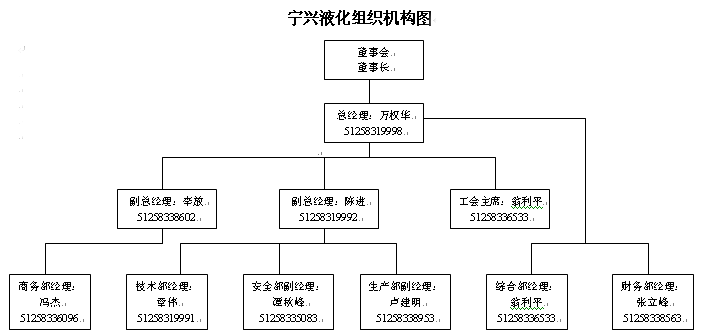 宁兴液化组织机构图
董事会
董事长
总经理：万权华
51258319998
副总经理：李放
51258338602
副总经理：陈进
51258319992
工会主席：翁利平
51258336533
商务部经理：
冯杰
51258336096
技术部经理：
章伟
51258319991
安全部副经理：
谭秋峰
51258335083
生产部副经理：
卢建明
51258338953
综合部经理：
翁利平
51258336533
财务部经理：
张立峰
51258338563